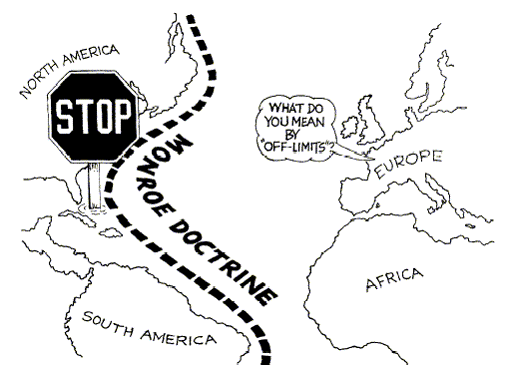 NORTH AMERICA
STOP
MONROE DOCTRINE
WHAT DO
YOU MEAN
BY
"OFF-LIMITS"?
EUROPE
AFRICA
SOUTH AMERICA